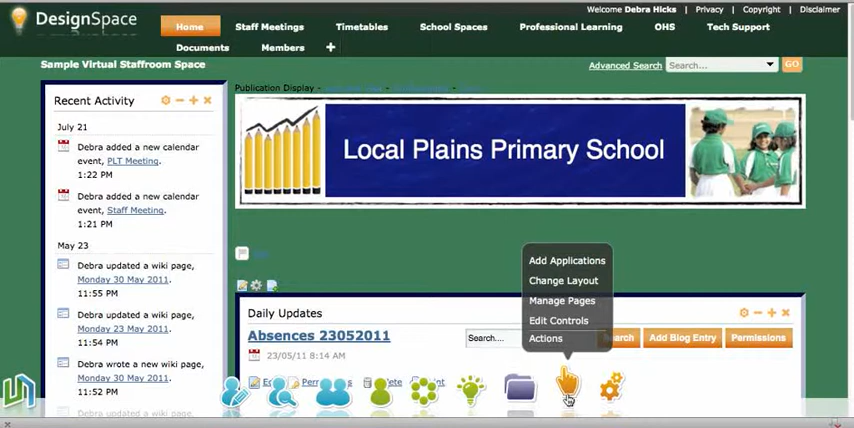 Welcome Debra Hicks | Privacy | Copyright | Disclaimer
DesignSpace
Home Staff Meetings Timetables School Spaces Professional Learning OHS Tech Support
Documents Members +
Sample Virtual Staffroom Space
Advanced Search Search... GO
Recent Activity
July 21
Debra added a new calendar
event, PLT Meeting.
1:22 PM
Debra added a new calendar
event, Staff Meeting.
1:21 PM
May 23
Debra updated a wiki page,
Monday 30 May 2011.
11:55 PM
Debra updated a wiki page,
Monday 23 May 2011.
11:54 PM
Debra wrote a new wiki page,
Monday 23 May 2011.
11:52 PM
Publication Display -
Local Plains Primary School
Add Applications
Change Layout
Manage Pages
Edit Controls
Actions
Daily Updates
Absences 23052011
Search.... Add Blog Entry Permissions
23/05/11 8:14 AM